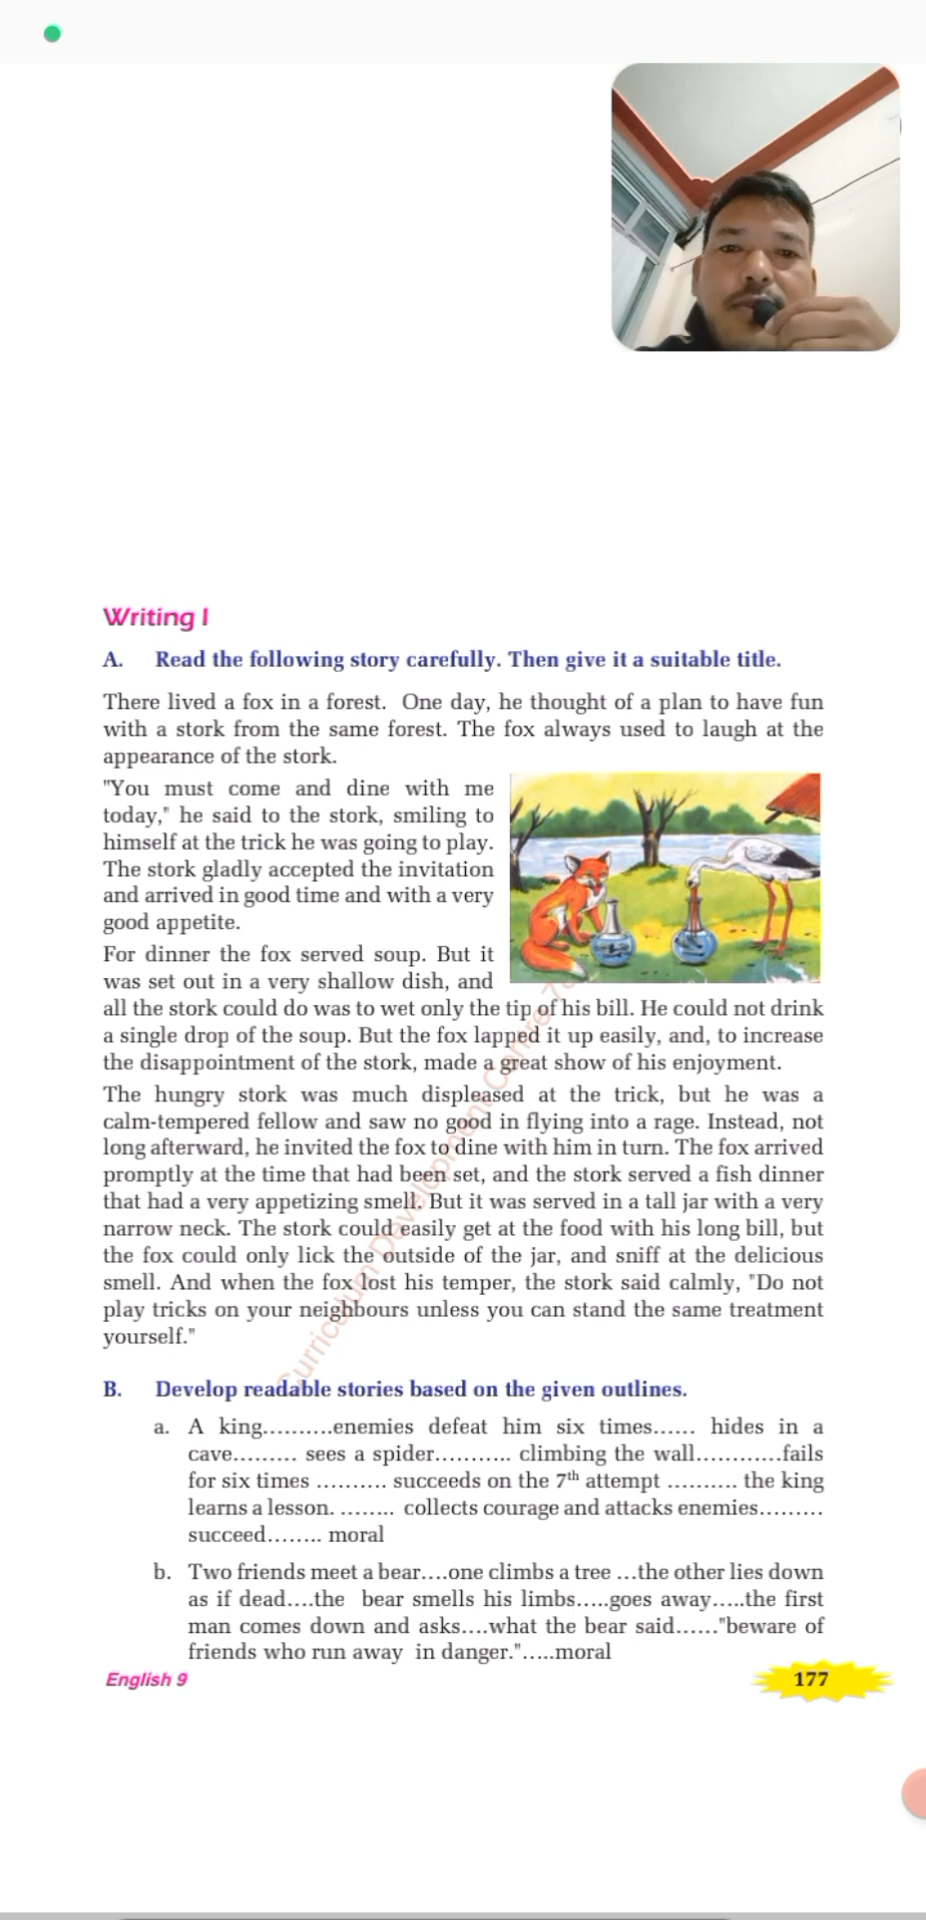 Writing I
A. Read the following story carefully. Then give it a suitable title.
There lived a fox in a forest. One day, he thought of a plan to have fun
with a stork from the same forest. The fox always used to laugh at the
appearance of the stork.
"You must come and dine with me
today," he said to the stork, smiling to
himself at the trick he was going to play.
The stork gladly accepted the invitation
and arrived in good time and with a very
good appetite.
For dinner the fox served soup. But it
was set out in a very shallow dish, and
all the stork could do was to wet only the tip of his bill. He could not drink
a single drop of the soup. But the fox lapped it up easily, and, to increase
the disappointment of the stork, made a great show of his enjoyment.
The hungry stork was much displeased at the trick, but he was a
calm-tempered fellow and saw no good in flying into a rage. Instead, not
long afterward, he invited the fox to dine with him in turn. The fox arrived
promptly at the time that had been set, and the stork served a fish dinner
that had a very appetizing smell. But it was served in a tall jar with a very
narrow neck. The stork could easily get at the food with his long bill, but
the fox could only lick the outside of the jar, and sniff at the delicious
smell. And when the fox lost his temper, the stork said calmly, "Do not
play tricks on your neighbours unless you can stand the same treatment
yourself."
Curriculum Development Centre
B. Develop readable stories based on the given outlines.
a. A king..........enemies defeat him six times...... hides in a
cave......... sees a spider........... climbing the wall............fails
for six times .......... succeeds on the 7th attempt .......... the king
learns a lesson. ........ collects courage and attacks enemies.........
succeed........ moral
b. Two friends meet a bear....one climbs a tree ...the other lies down
as if dead....the bear smells his limbs.....goes away.....the first
man comes down and asks....what the bear said......"beware of
friends who run away in danger.".....moral
English 9
177